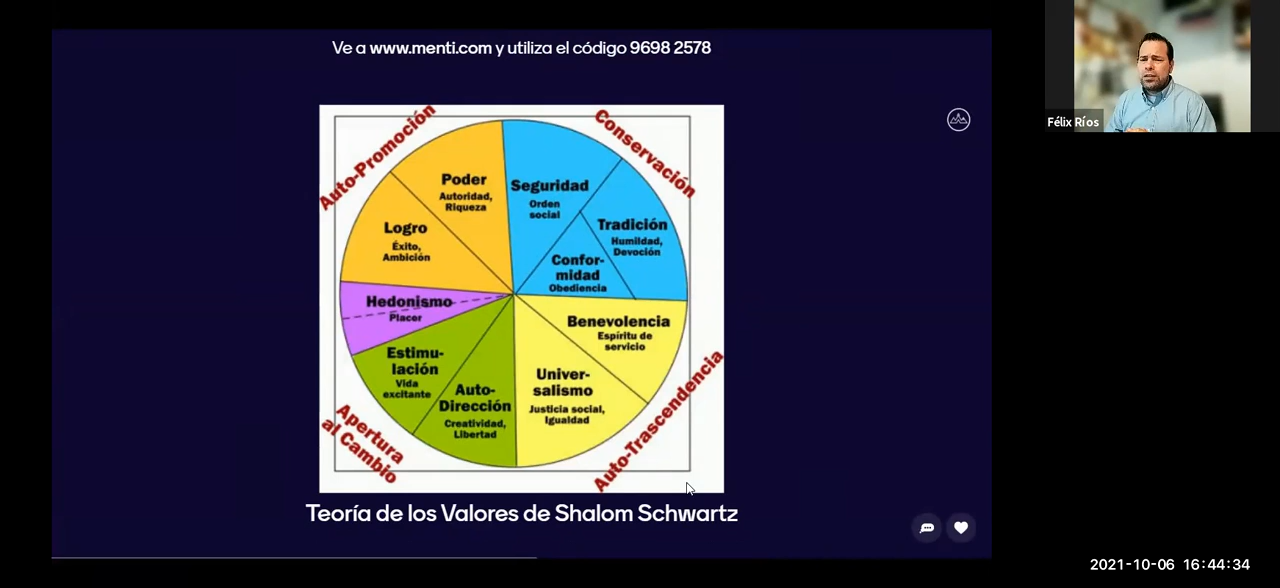 Ve a www.menti.com y utiliza el código 9698 2578
Félix Ríos
Auto-Promoción
Conservación
Poder
Autoridad,
Riqueza
Seguridad
Orden
social
Tradición
Humildad,
Devoción
Logro
Éxito,
Ambición
Confor-
midad
Obediencia
Hedonismo
Placer
Benevolencia
Espíritu de
servicio
Estimu-
lación
Vida
excitante
Auto-
Dirección
Creatividad,
Libertad
Univer-
salismo
Justicia social,
Igualdad
Apertura
al Cambio
Auto-Trascendencia
Teoría de los Valores de Shalom Schwartz
2021-10-06 16:44:34